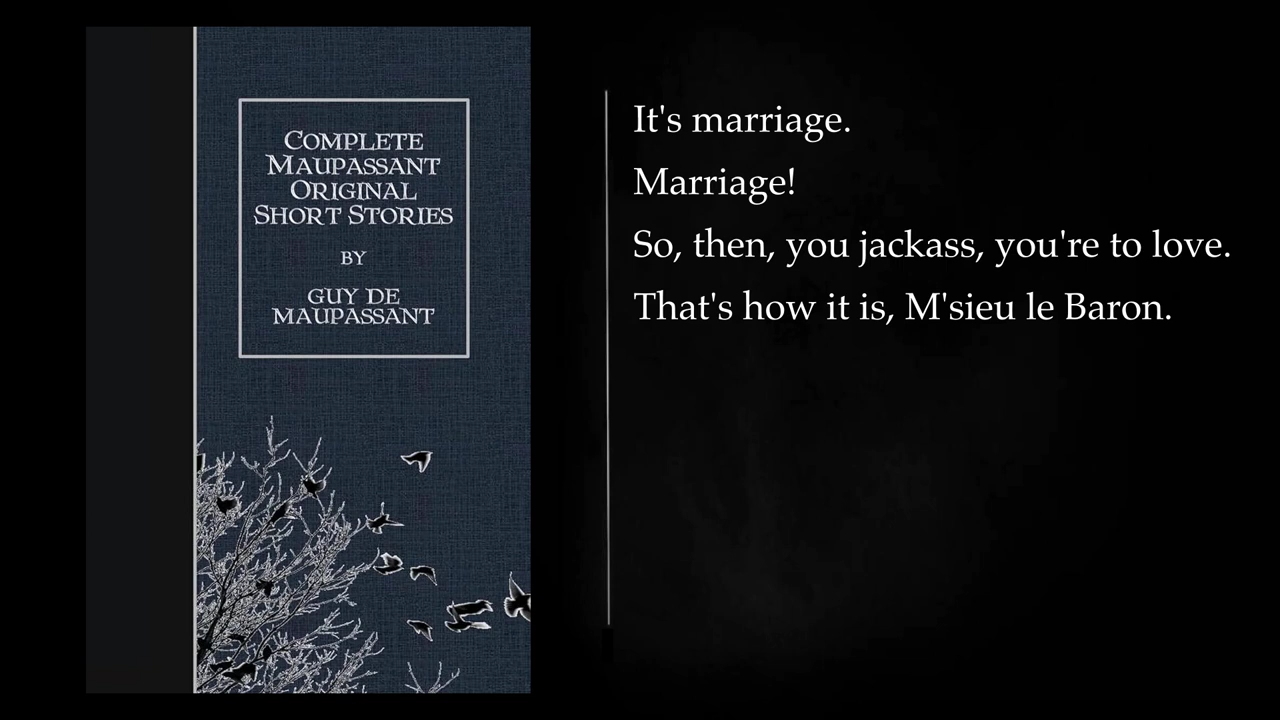 COMPLETE
MAUPASSANT
ORIGINAL
SHORT STORIES
BY
GUY DE
MAUPASSANT
It's marriage.
Marriage!
So, then, you jackass, you're to love.
That's how it is, M'sieu le Baron.